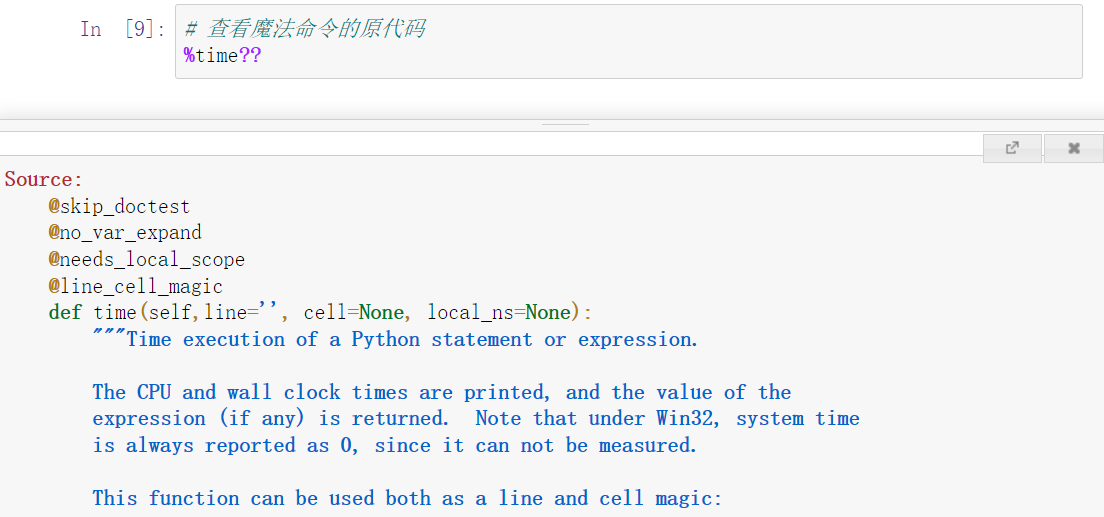 In [9]: # 查看魔法命令的原代码
%time??
Source:
@skip_doctest
@no_var_expand
@needs_local_scope
@line_cell_magic
def time(self,line='', cell=None, local_ns=None):
"""Time execution of a Python statement or expression.
The CPU and wall clock times are printed, and the value of the
expression (if any) is returned.  Note that under Win32, system time
is always reported as 0, since it can not be measured.
This function can be used both as a line and cell magic: